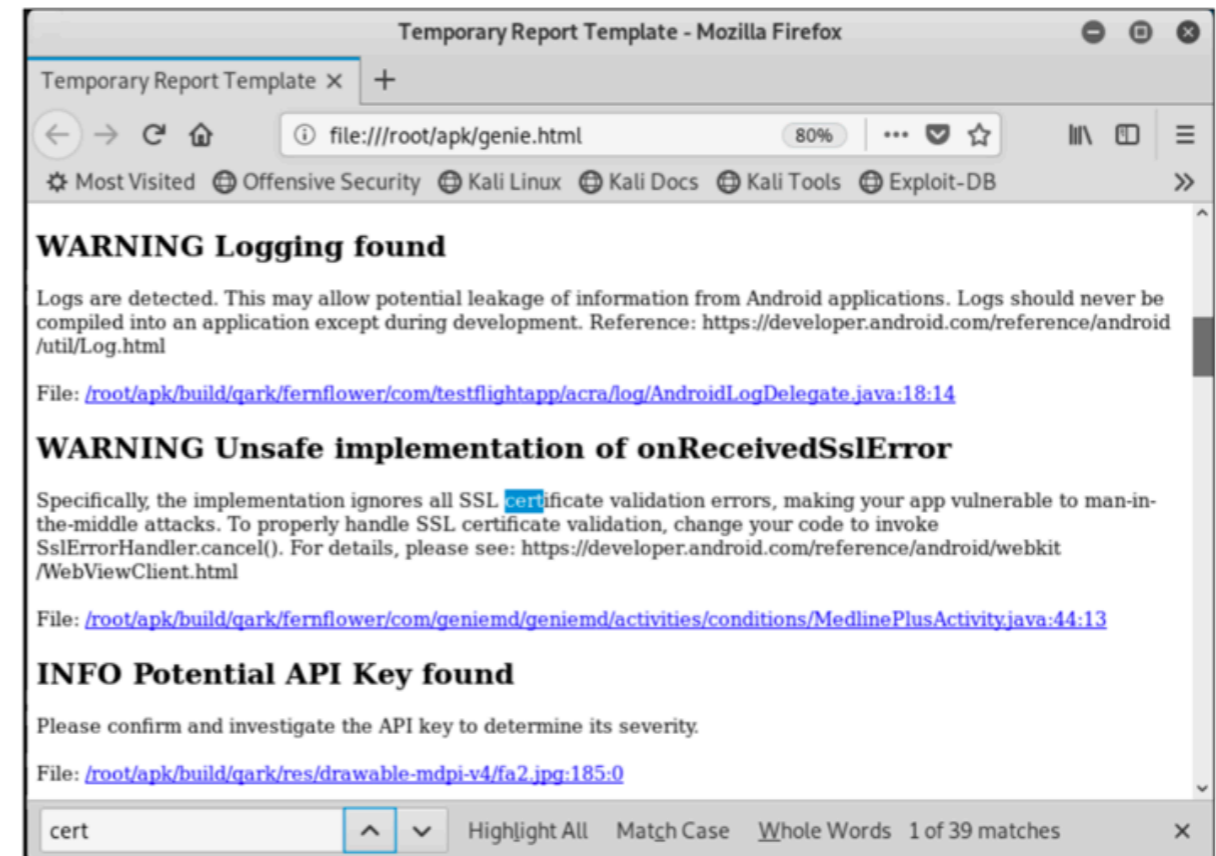 Temporary Report Template - Mozilla Firefox
Temporary Report Template ×
file:///root/apk/genie.html
80%
Most Visited Offensive Security Kali Linux Kali Docs Kali Tools Exploit-DB
WARNING Logging found
Logs are detected. This may allow potential leakage of information from Android applications. Logs should never be
compiled into an application except during development. Reference: https://developer.android.com/reference/android
/util/Log.html
File: /root/apk/build/qark/fernflower/com/testflightapp/acra/log/AndroidLogDelegate.java:18:14
WARNING Unsafe implementation of onReceivedSslError
Specifically, the implementation ignores all SSL certificate validation errors, making your app vulnerable to man-in-
the-middle attacks. To properly handle SSL certificate validation, change your code to invoke
SslErrorHandler.cancel(). For details, please see: https://developer.android.com/reference/android/webkit
/WebViewClient.html
File: /root/apk/build/qark/fernflower/com/geniemd/geniemd/activities/conditions/MedlinePlusActivity.java:44:13
INFO Potential API Key found
Please confirm and investigate the API key to determine its severity.
File: /root/apk/build/qark/res/drawable-mdpi-v4/fa2.jpg:185:0
cert Highlight All Match Case Whole Words 1 of 39 matches